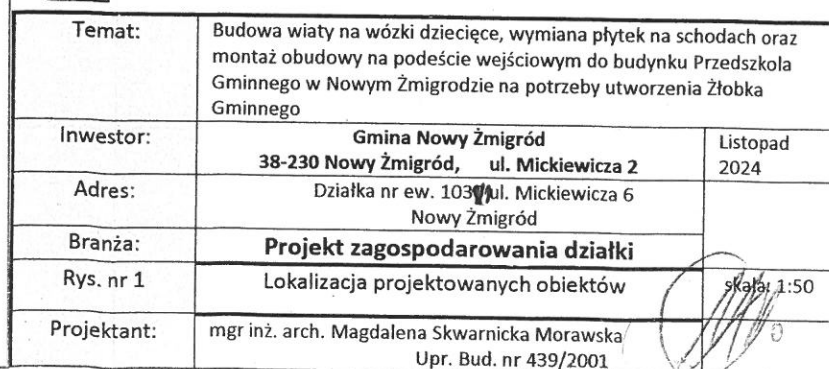 Temat:
Budowa wiaty na wózki dziecięce, wymiana płytek na schodach oraz
montaż obudowy na podeście wejściowym do budynku Przedszkola
Gminnego w Nowym Żmigrodzie na potrzeby utworzenia Żłobka
Gminnego
Inwestor:
Gmina Nowy Żmigród
38-230 Nowy Żmigród, ul. Mickiewicza 2
Listopad
2024
Adres:
Działka nr ew. ul. Mickiewicza 6
Nowy Żmigród
Branża:
Projekt zagospodarowania działki
Rys. nr 1
Lokalizacja projektowanych obiektów
skala: 1:50
Projektant:
mgr inż. arch. Magdalena Skwarnicka Morawska
Upr. Bud. nr 439/2001